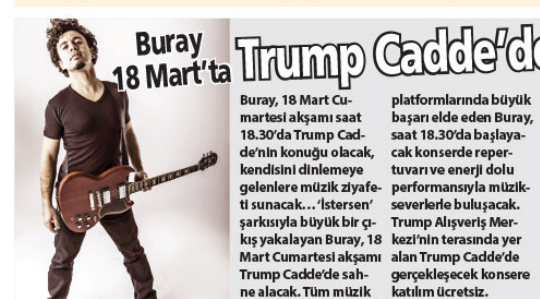 Buray
18 Mart'ta
Trump Cadde'de
Buray, 18 Mart Cu-
martesi akşamı saat
18.30'da Trump Cad-
de'nin konuğu olacak,
kendisini dinlemeye
gelenlere müzik ziyafe-
ti sunacak...'İstersen'
şarkısıyla büyük bir çı-
kış yakalayan Buray, 18
Mart Cumartesi akşamı
Trump Cadde'de sah-
ne alacak. Tüm müzik
platformlarında büyük
başarı elde eden Buray,
saat 18.30'da başlaya-
cak konserde reper-
tuvarı ve enerji dolu
performansıyla müzik-
severlerle buluşacak.
Trump Alışveriş Mer-
kezi'nin terasında yer
alan Trump Cadde'de
gerçekleşecek konsere
katılım ücretsiz.